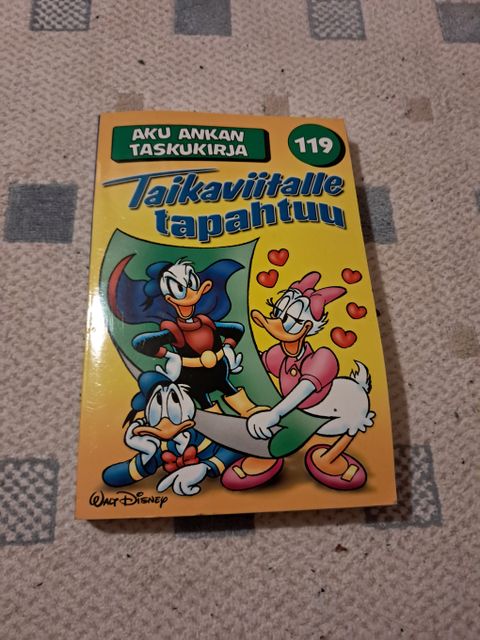 AKU ANKAN
TASKUKIRJA
119
Taikaviitalle
tapahtuu
WALT DISNEY